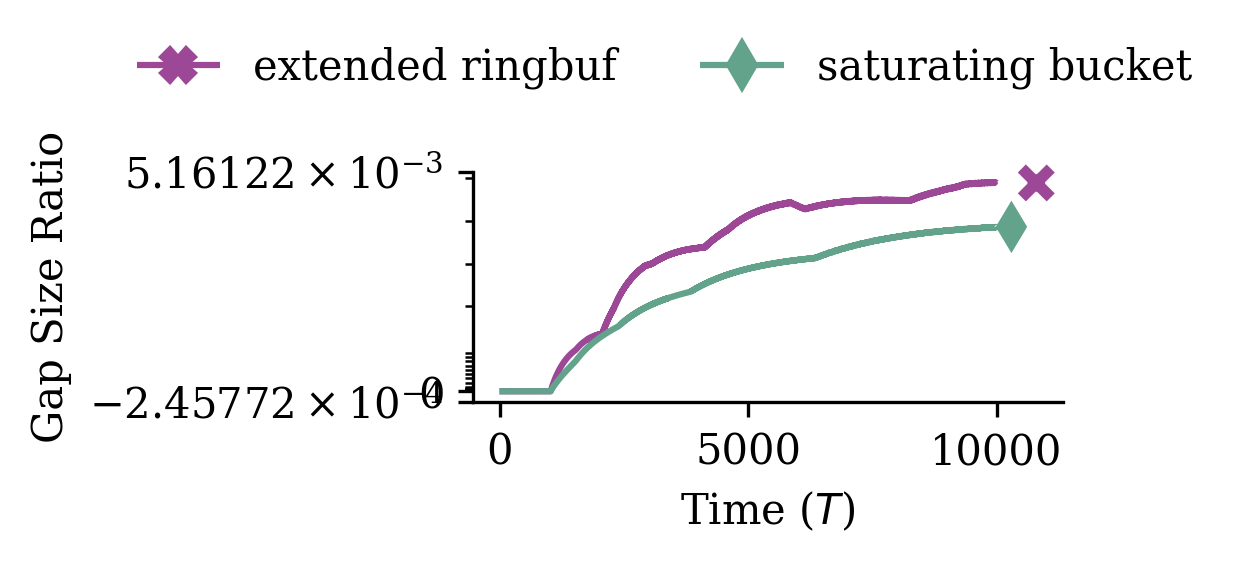 extended ringbuf
saturating bucket
Gap Size Ratio
5.16122 × 10⁻³
0
−2.45772 × 10⁻⁴
0
5000
10000
Time (T)